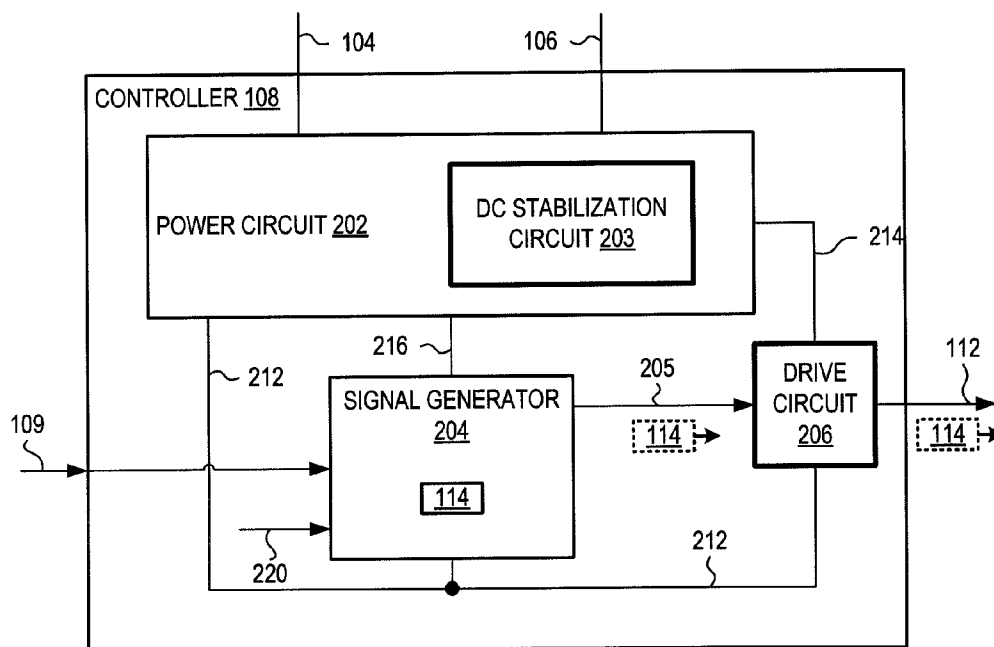 104
106
CONTROLLER 108
DC STABILIZATION
CIRCUIT 203
POWER CIRCUIT 202
214
216
212
205
112
DRIVE
CIRCUIT
206
SIGNAL GENERATOR
204
109
114
114
114
220
212